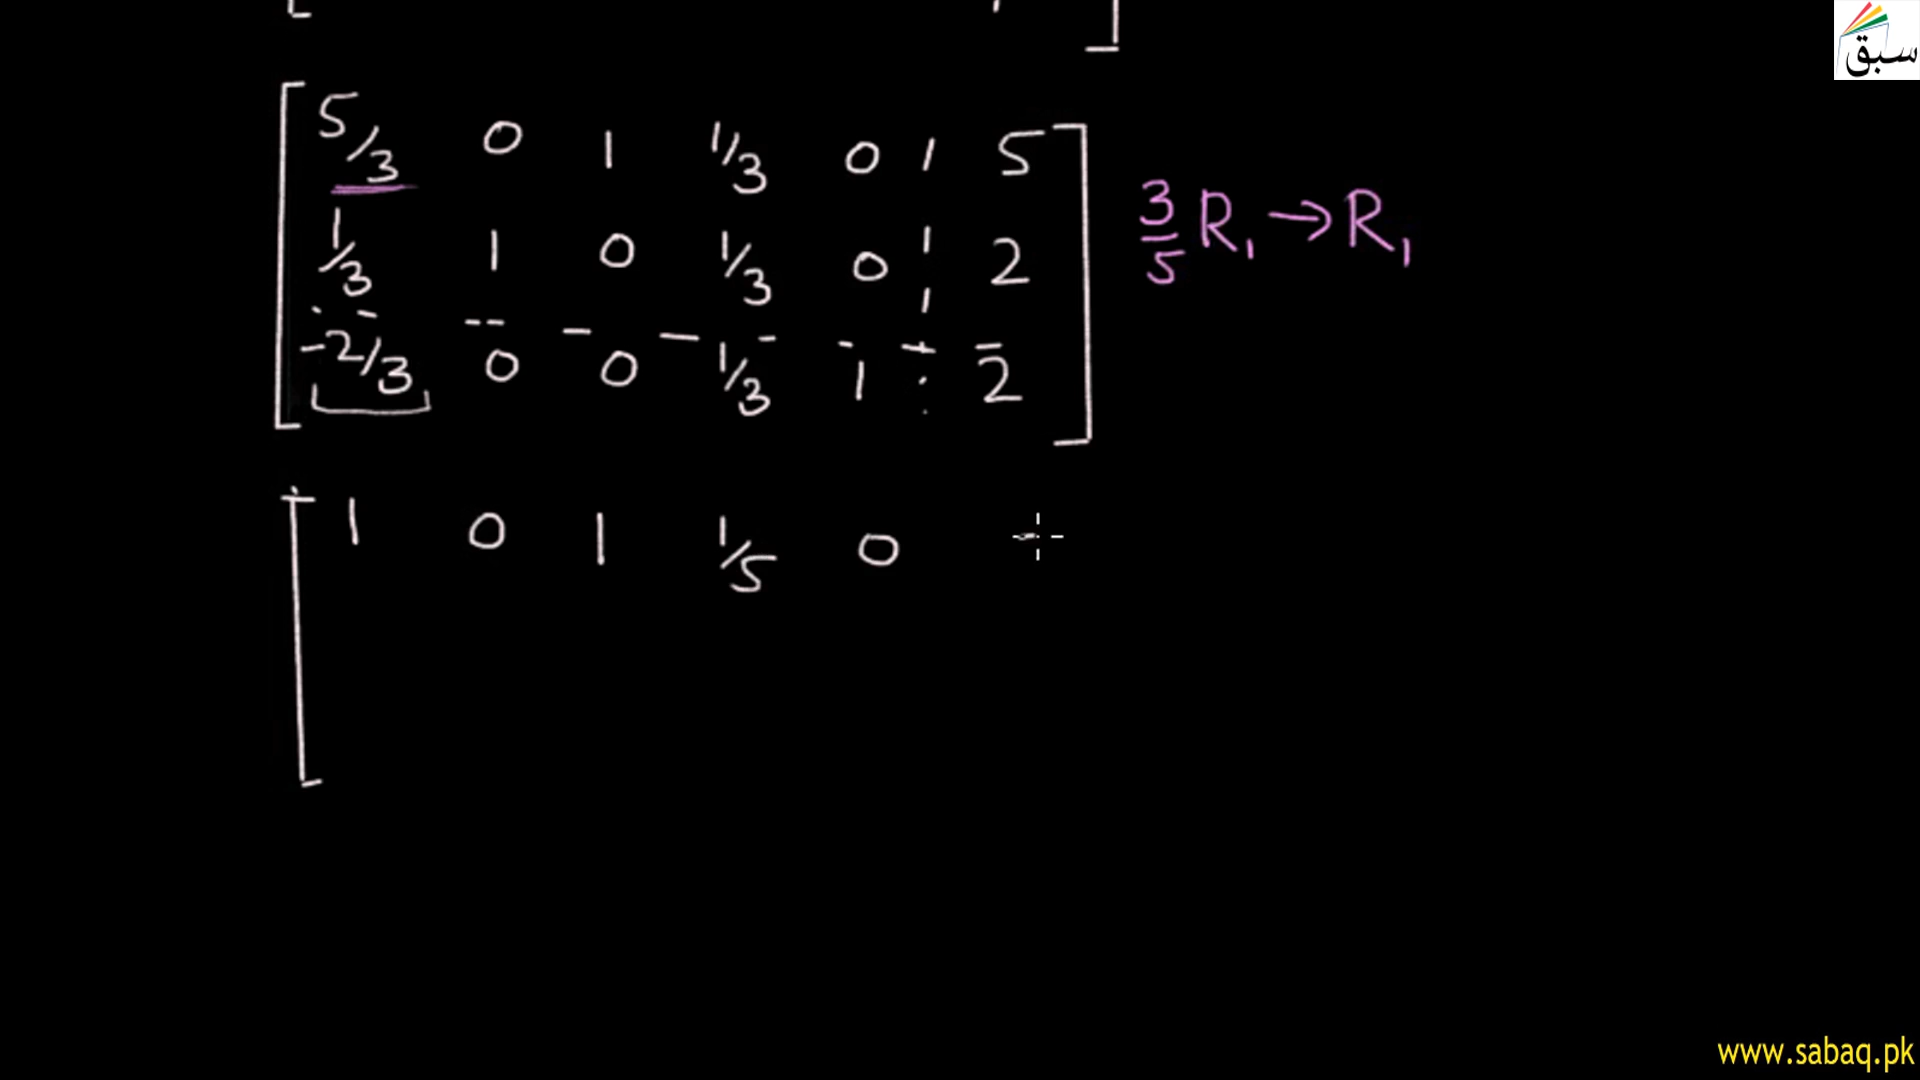 سبق
5/3 0 1 1/3 0 | 5
1/3 1 0 1/3 0 | 2
-2/3 0 0 1/3 1 | 2
3/5 R₁ → R₁
1 0 1 1/5 0
www.sabaq.pk